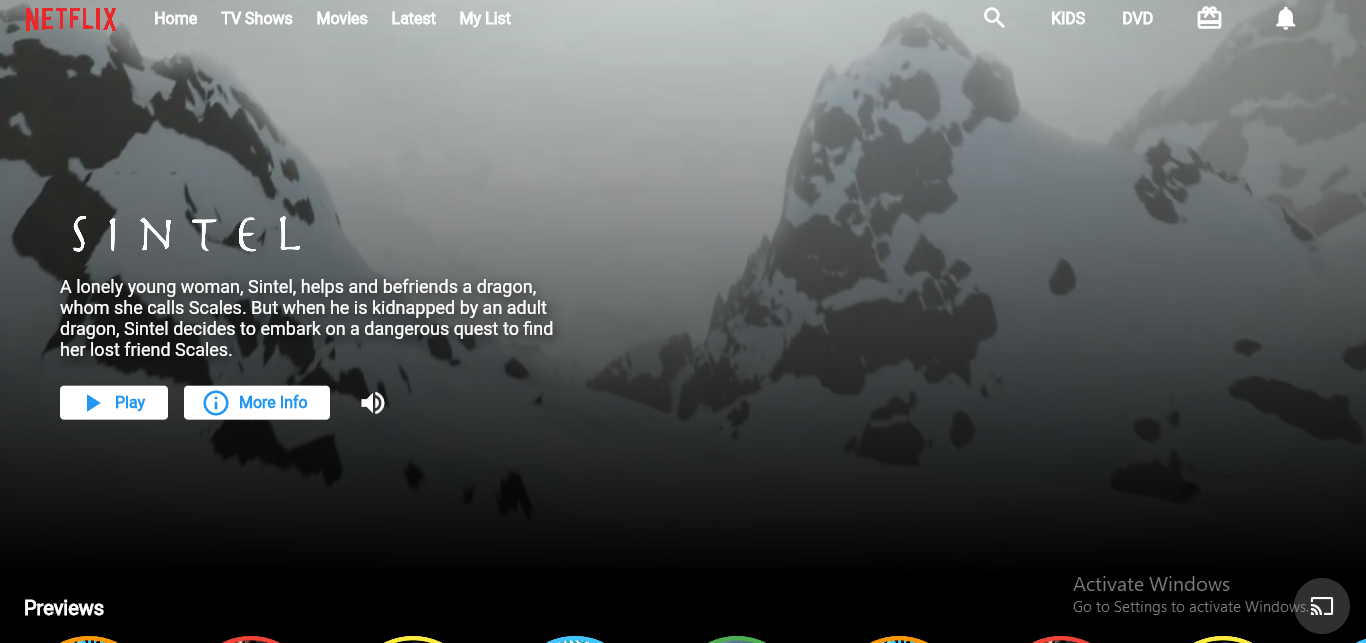 NETFLIX Home TV Shows Movies Latest My List KIDS DVD
SINTEL
A lonely young woman, Sintel, helps and befriends a dragon,
whom she calls Scales. But when he is kidnapped by an adult
dragon, Sintel decides to embark on a dangerous quest to find
her lost friend Scales.
Play More Info
Activate Windows
Go to Settings to activate Windows.
Previews